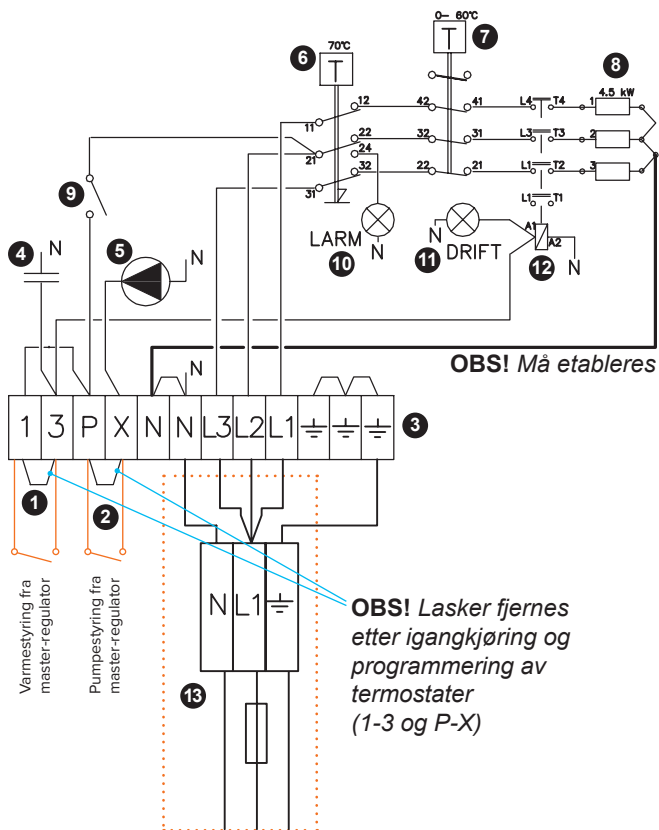 0- 60°C
7
70°C
6
T
T
8
4.5 kW
12
42
41
L4
T4
1
11
22
32
31
L3
T3
2
21
24
9
32
22
21
L1
T2
3
31
L1
T1
4
N
5
N
LARM
10
N
N
11
DRIFT
A1
A2
12
N
N
OBS! Må etableres
1
3
P
X
N
N
L3
L2
L1
3
1
2
Varmestyring fra
master-regulator
Pumpestyring fra
master-regulator
N
L1
OBS! Lasker fjernes
etter igangkjøring og
programmering av
termostater
(1-3 og P-X)
13